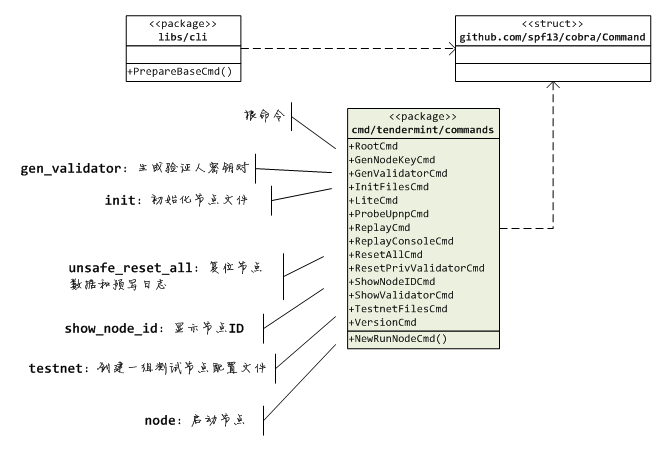 <<package>>
libs/cli
+PrepareBaseCmd()
<<struct>>
github.com/spf13/cobra/Command
根命令
gen_validator: 生成验证人密钥对
init: 初始化节点文件
unsafe_reset_all: 复位节点
数据和预写日志
show_node_id: 显示节点ID
testnet: 创建一组测试节点配置文件
node: 启动节点
<<package>>
cmd/tendermint/commands
+RootCmd
+GenNodeKeyCmd
+GenValidatorCmd
+InitFilesCmd
+LiteCmd
+ProbeUpnpCmd
+ReplayCmd
+ReplayConsoleCmd
+ResetAllCmd
+ResetPrivValidatorCmd
+ShowNodeIDCmd
+ShowValidatorCmd
+TestnetFilesCmd
+VersionCmd
+NewRunNodeCmd()